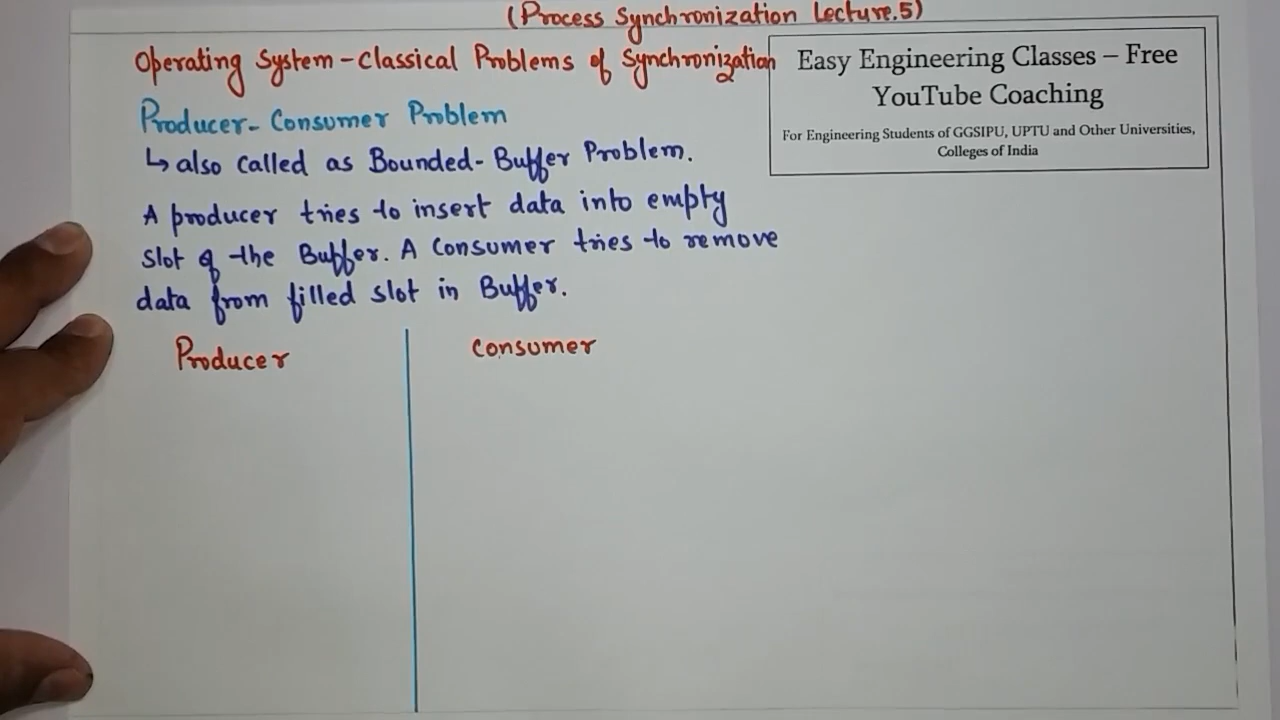 (Process Synchronization Lecture.5)
Operating System - Classical Problems of Synchronization
Easy Engineering Classes – Free
YouTube Coaching
For Engineering Students of GGSIPU, UPTU and Other Universities,
Colleges of India
Producer - Consumer Problem
↳ also called as Bounded - Buffer Problem.
A producer tries to insert data into empty
slot of the Buffer. A Consumer tries to remove
data from filled slot in Buffer.
Producer
Consumer